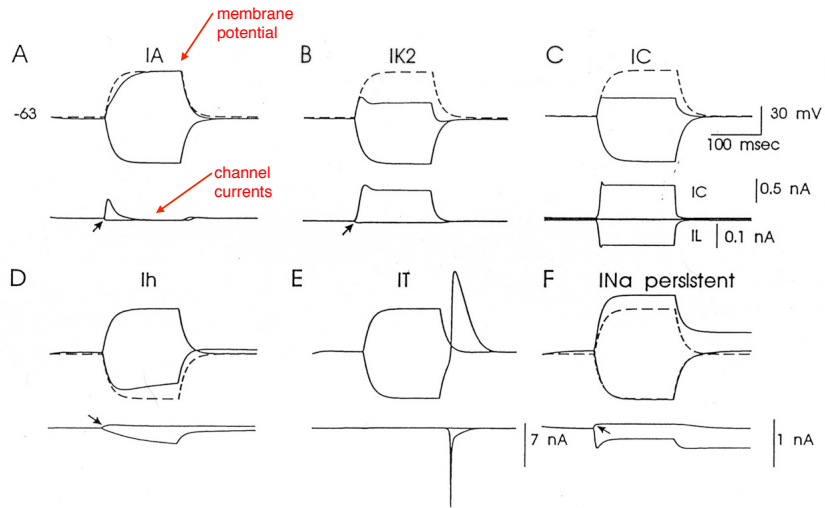 membrane
potential
A
IA
B
IK2
C
IC
-63
30 mV
100 msec
channel
currents
IC
0.5 nA
IL
0.1 nA
D
Ih
E
IT
F
INa persistent
7 nA
1 nA